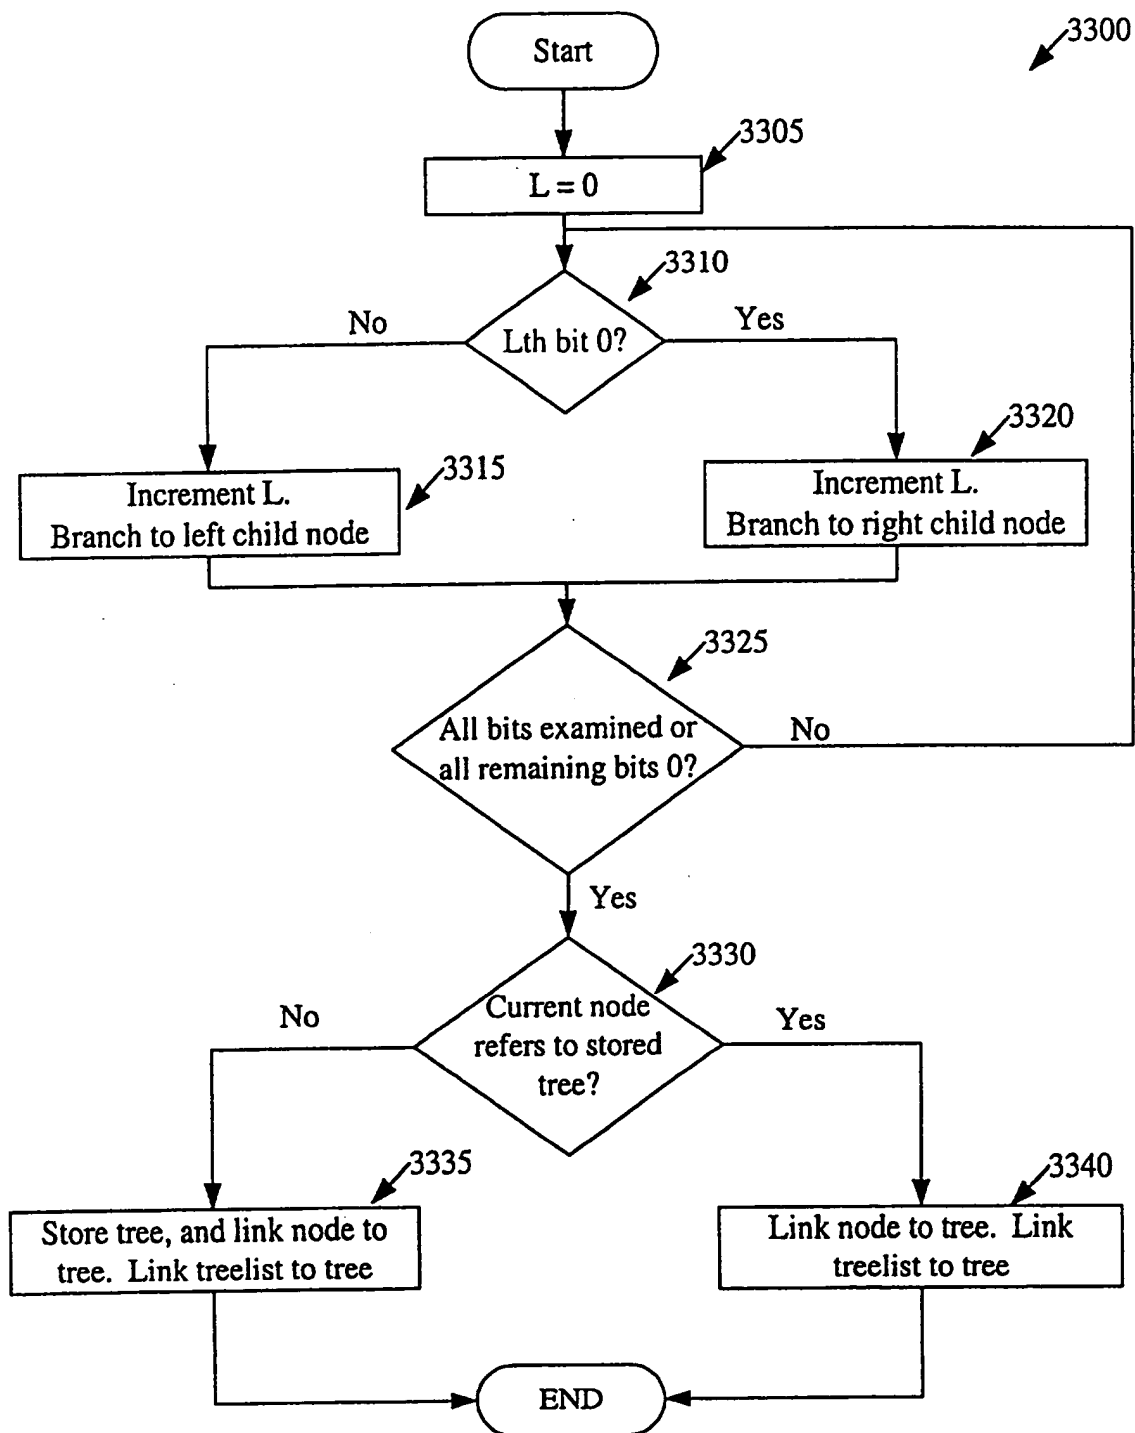 Start
3300
3305
L = 0
3310
No
Lth bit 0?
Yes
3320
3315
Increment L.
Branch to left child node
Increment L.
Branch to right child node
3325
All bits examined or
all remaining bits 0?
No
Yes
3330
No
Current node
refers to stored
tree?
Yes
3335
3340
Store tree, and link node to
tree. Link treelist to tree
Link node to tree. Link
treelist to tree
END